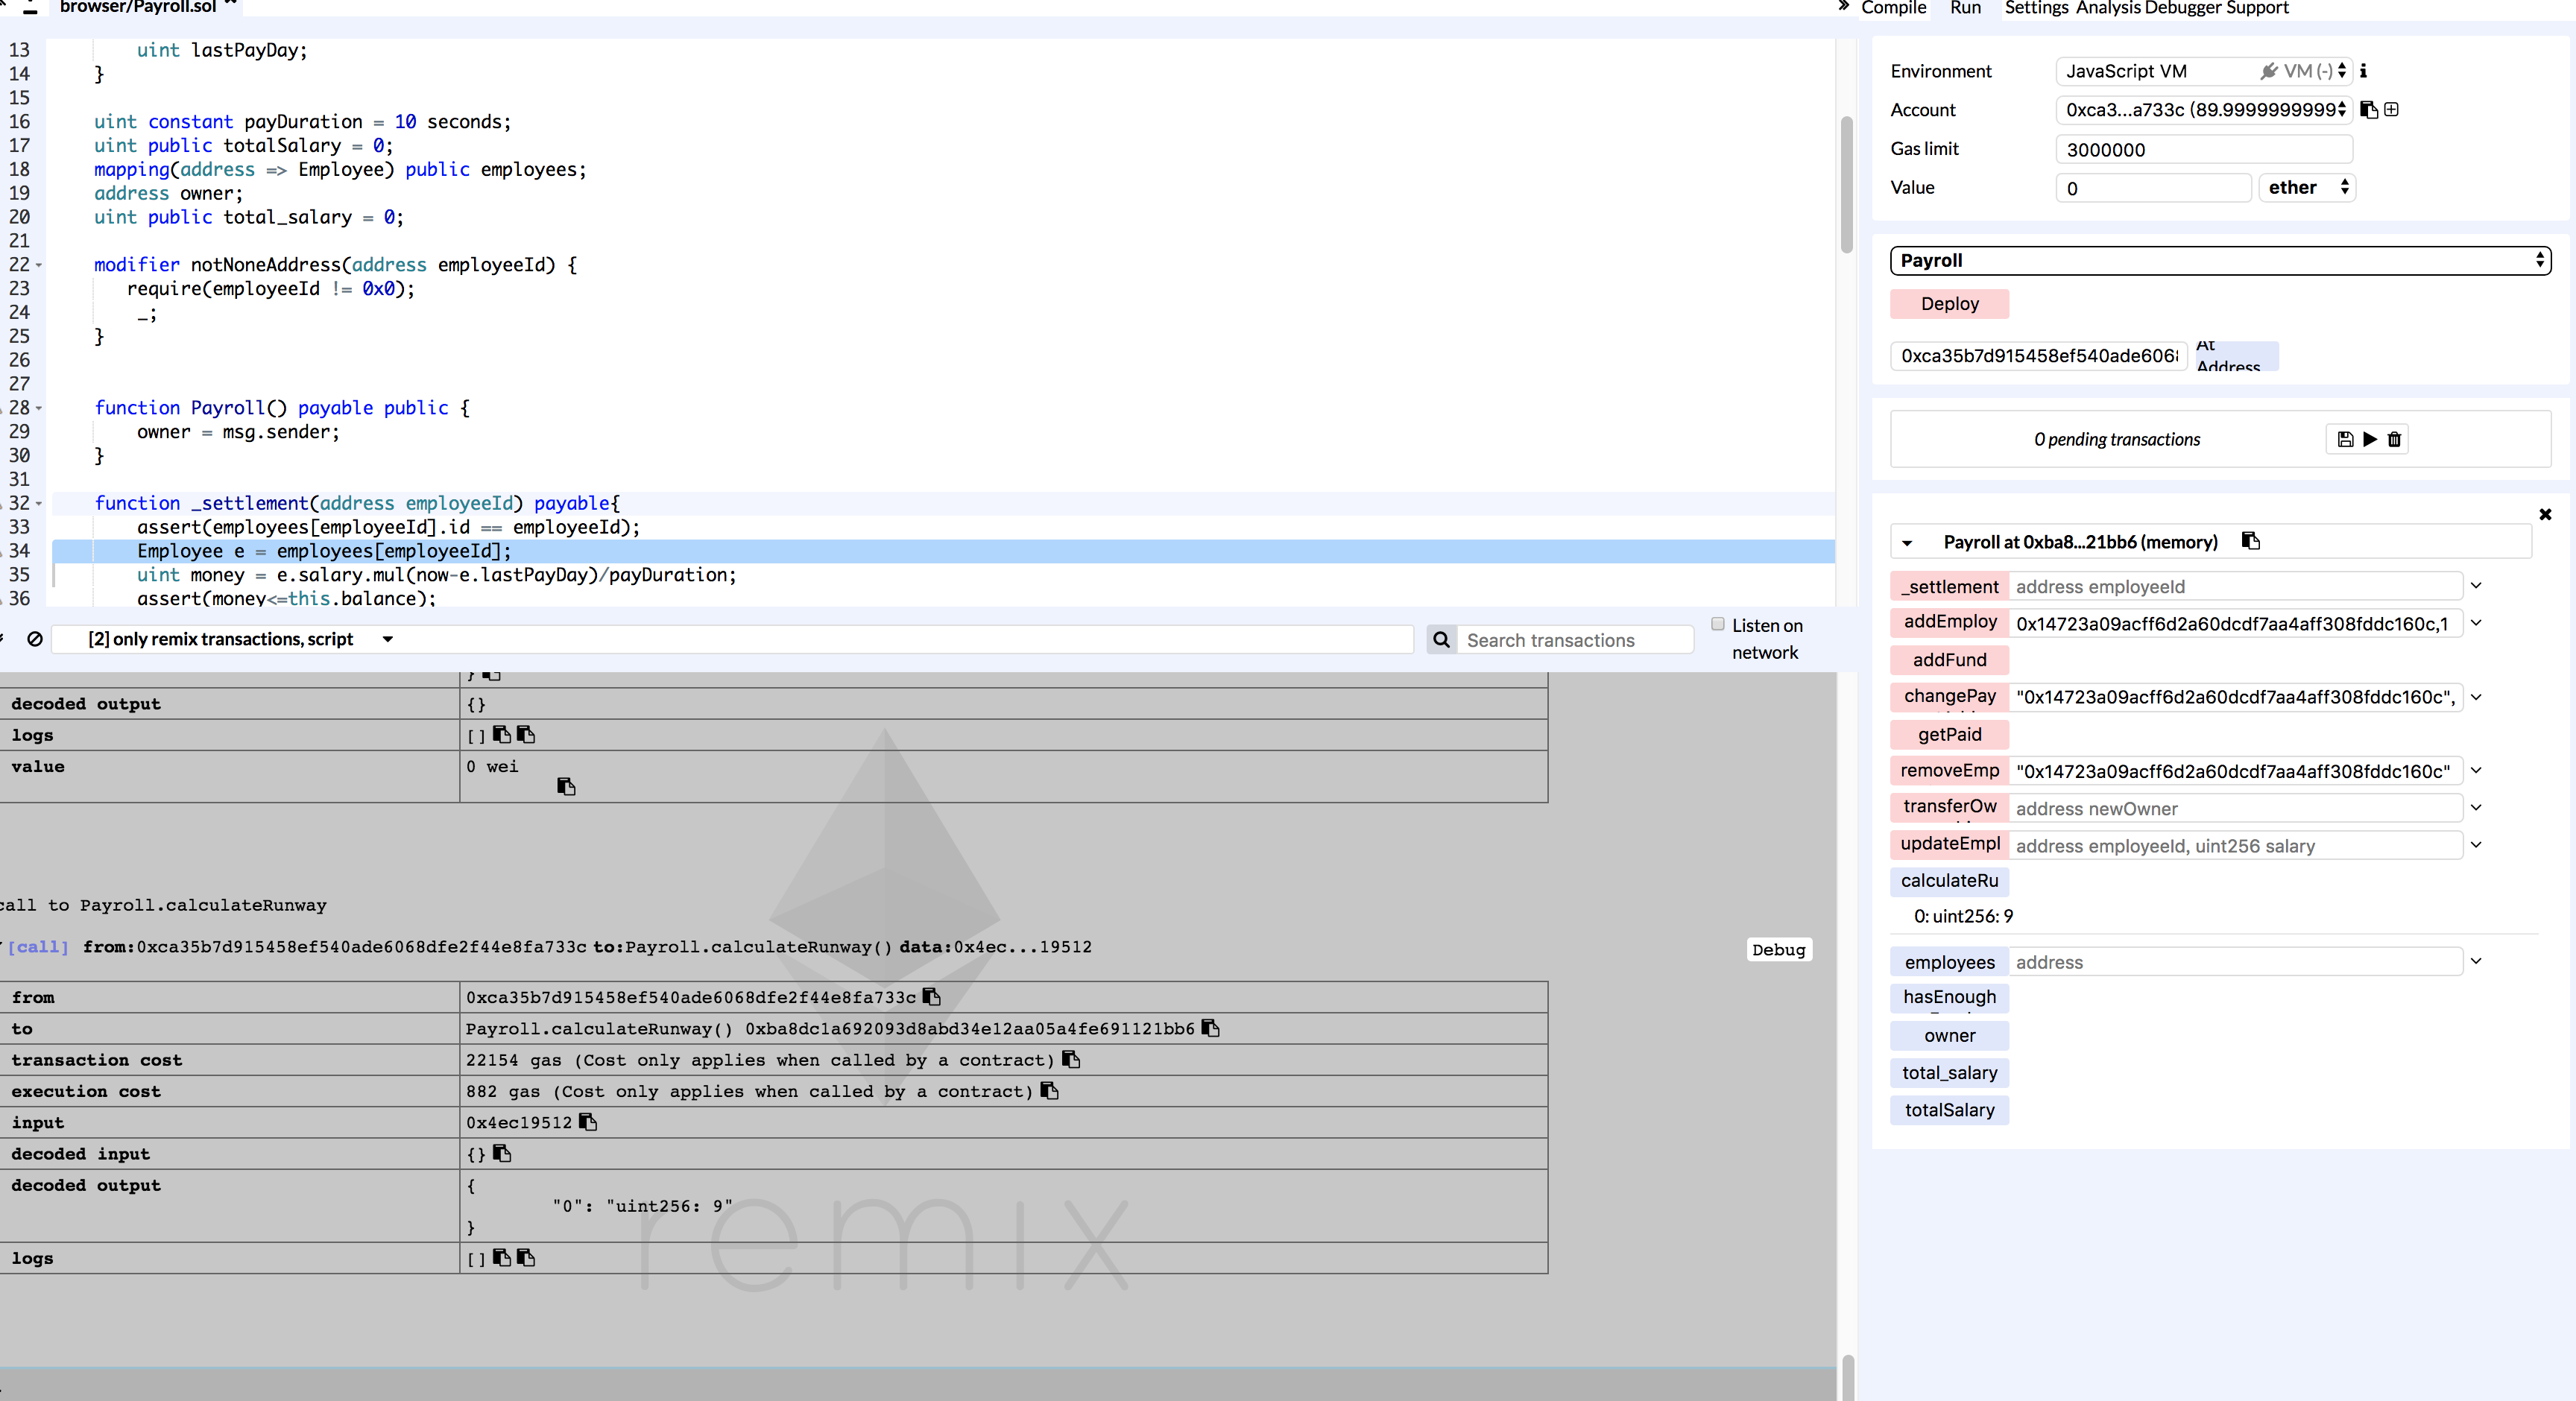 browser/Payroll.sol
Compile Run Settings Analysis Debugger Support
13 uint lastPayDay;
14 }
15
16 uint constant payDuration = 10 seconds;
17 uint public totalSalary = 0;
18 mapping(address => Employee) public employees;
19 address owner;
20 uint public total_salary = 0;
21
22 modifier notNoneAddress(address employeeId) {
23 require(employeeId != 0x0);
24 _;
25 }
26
27
28 function Payroll() payable public {
29 owner = msg.sender;
30 }
31
32 function _settlement(address employeeId) payable{
33 assert(employees[employeeId].id == employeeId);
34 Employee e = employees[employeeId];
35 uint money = e.salary.mul(now-e.lastPayDay)/payDuration;
36 assert(money<=this.balance);
[2] only remix transactions, script
Search transactions
Listen on
network
}
decoded output {}
logs []
value 0 wei
call to Payroll.calculateRunway
[call] from:0xca35b7d915458ef540ade6068dfe2f44e8fa733c to:Payroll.calculateRunway() data:0x4ec...19512
Debug
from 0xca35b7d915458ef540ade6068dfe2f44e8fa733c
to Payroll.calculateRunway() 0xba8dc1a692093d8abd34e12aa05a4fe691121bb6
transaction cost 22154 gas (Cost only applies when called by a contract)
execution cost 882 gas (Cost only applies when called by a contract)
input 0x4ec19512
decoded input {}
decoded output {
"0": "uint256: 9"
}
logs []
remix
Environment JavaScript VM VM (-)
Account 0xca3...a733c (89.9999999999
Gas limit 3000000
Value 0 ether
Payroll
Deploy
0xca35b7d915458ef540ade606 At Address
0 pending transactions
Payroll at 0xba8...21bb6 (memory)
_settlement address employeeId
addEmploy 0x14723a09acff6d2a60dcdf7aa4aff308fddc160c,1
addFund
changePay "0x14723a09acff6d2a60dcdf7aa4aff308fddc160c",
getPaid
removeEmp "0x14723a09acff6d2a60dcdf7aa4aff308fddc160c"
transferOw address newOwner
updateEmpl address employeeId, uint256 salary
calculateRu
0: uint256: 9
employees address
hasEnough
owner
total_salary
totalSalary